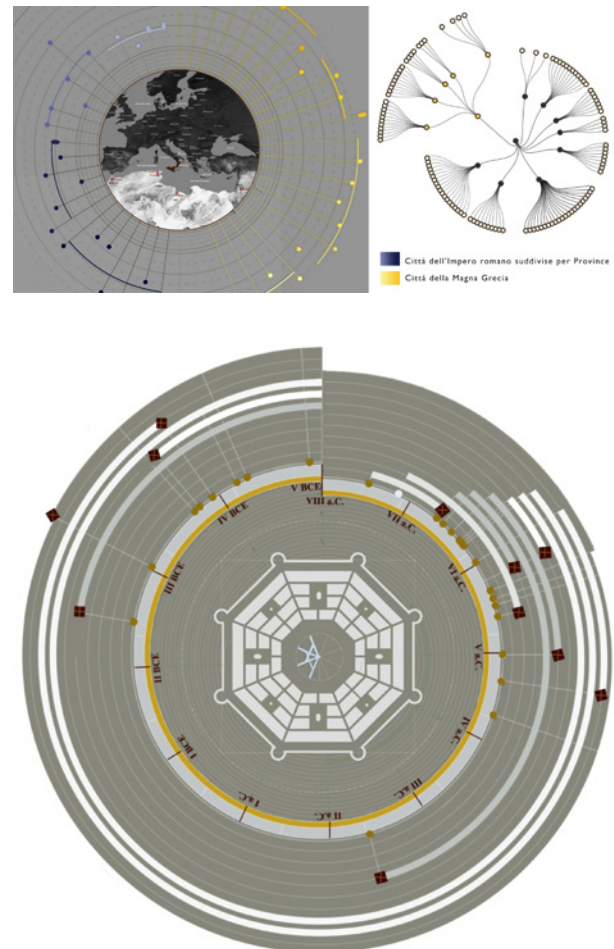 Città dell'Impero romano suddivise per Province
Città della Magna Grecia
V BCE
VIII a.C.
IV BCE
VII a.C.
III BCE
VI a.C.
II BCE
V a.C.
I BCE
IV a.C.
I a.C.
II a.C.
III a.C.